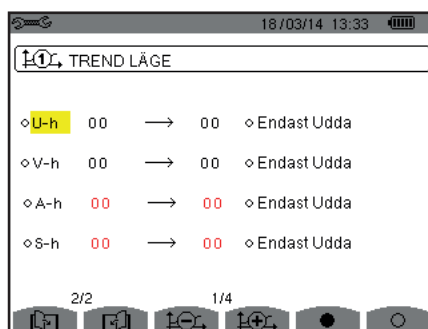 18/03/14 13:33
1 TREND LÄGE
U-h 00 → 00 Endast Udda
V-h 00 → 00 Endast Udda
A-h 00 → 00 Endast Udda
S-h 00 → 00 Endast Udda
2/2 1/4